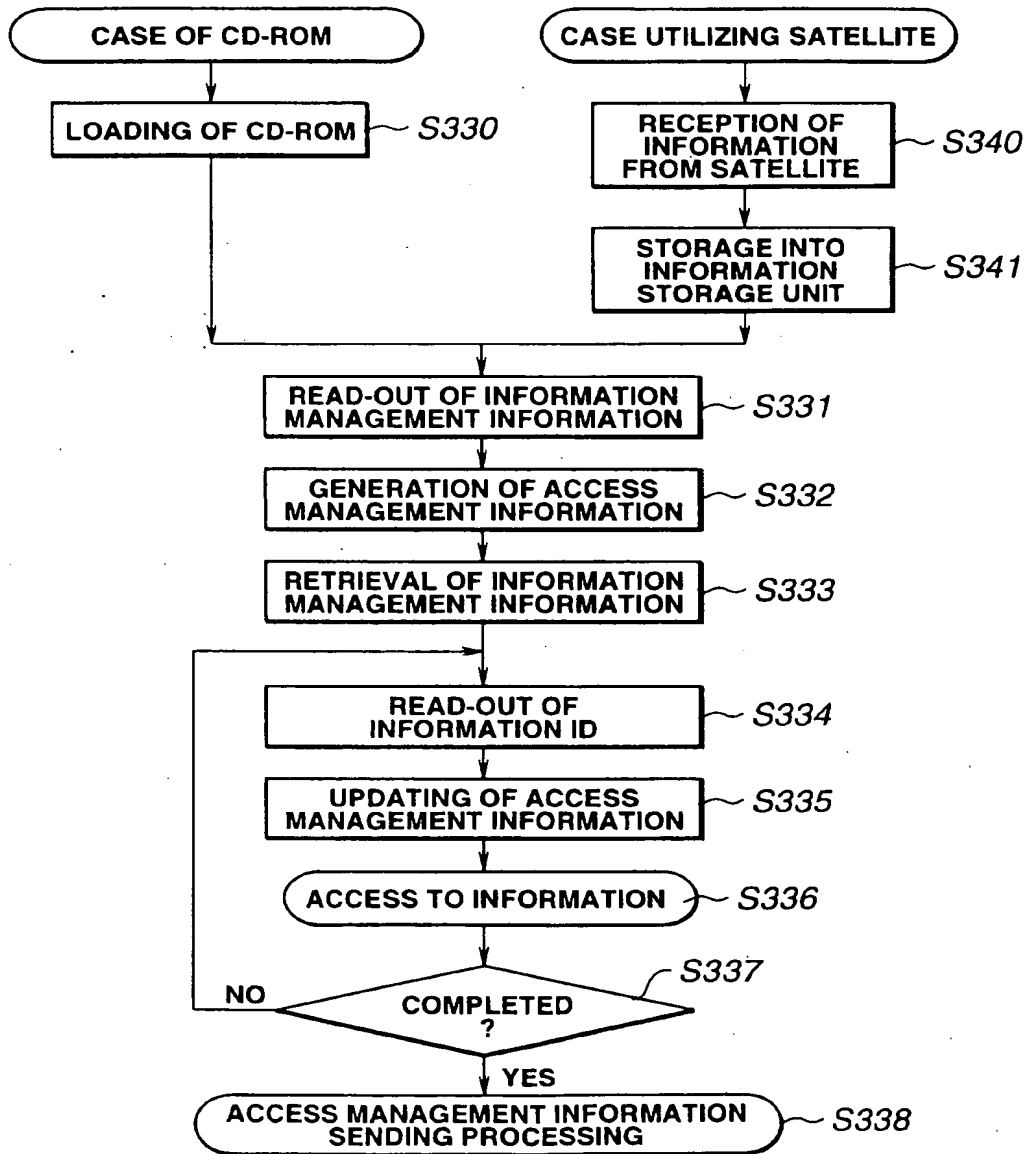 CASE OF CD-ROM
CASE UTILIZING SATELLITE
LOADING OF CD-ROM
S330
RECEPTION OF
INFORMATION
FROM SATELLITE
S340
STORAGE INTO
INFORMATION
STORAGE UNIT
S341
READ-OUT OF INFORMATION
MANAGEMENT INFORMATION
S331
GENERATION OF ACCESS
MANAGEMENT INFORMATION
S332
RETRIEVAL OF INFORMATION
MANAGEMENT INFORMATION
S333
READ-OUT OF
INFORMATION ID
S334
UPDATING OF ACCESS
MANAGEMENT INFORMATION
S335
ACCESS TO INFORMATION
S336
S337
NO
COMPLETED
?
YES
ACCESS MANAGEMENT INFORMATION
SENDING PROCESSING
S338